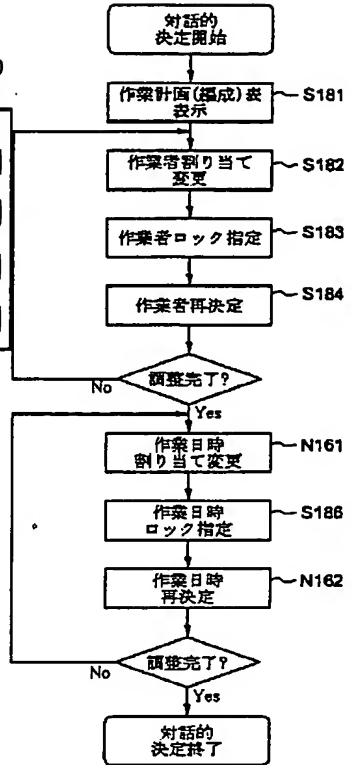 対話的
決定開始
作業計画(編成)表
表示
S181
作業者割り当て
変更
S182
作業者ロック指定
S183
作業者再決定
S184
調整完了?
No
Yes
作業日時
割り当て変更
N161
作業日時
ロック指定
S186
作業日時
再決定
N162
調整完了?
No
Yes
対話的
決定終了